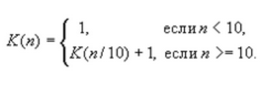 K(n) = { 1, если n < 10,
K(n/10) + 1, если n >= 10.